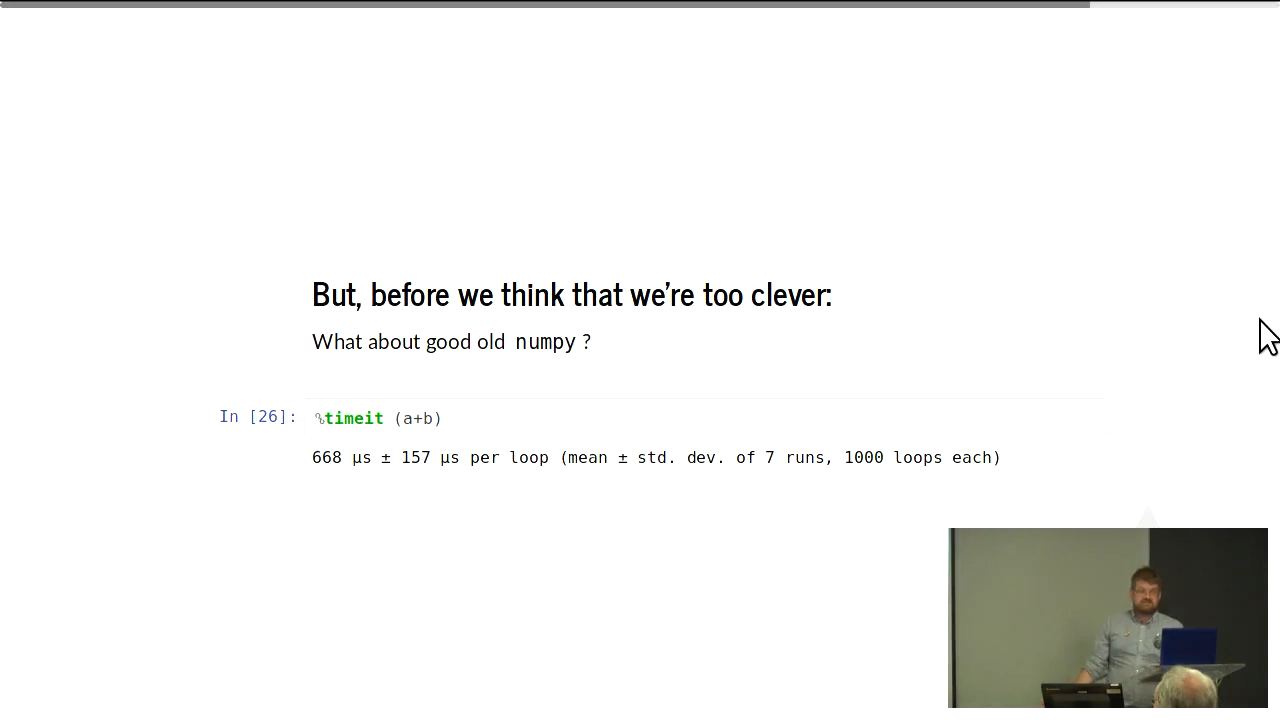 But, before we think that we're too clever:
What about good old numpy ?
In [26]: %timeit (a+b)
668 µs ± 157 µs per loop (mean ± std. dev. of 7 runs, 1000 loops each)